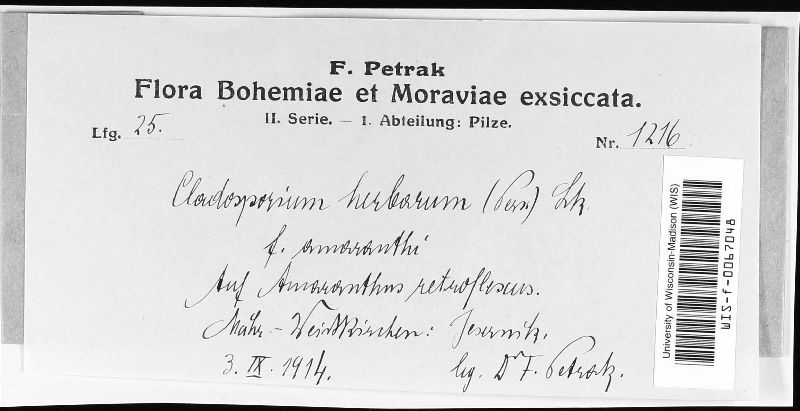 F. Petrak
Flora Bohemiae et Moraviae exsiccata.
II. Serie. – 1. Abteilung: Pilze.
Lfg. 25.
Nr. 1216
Cladosporium herbarum (Pers.) Lk
f. amaranthi
Auf Amaranthus retroflexus.
Mähr.-Weisskirchen: Jesernik.
3. IX. 1914.
leg. Dr F. Petrak.
University of Wisconsin-Madison (WIS)
WIS-f-0067048